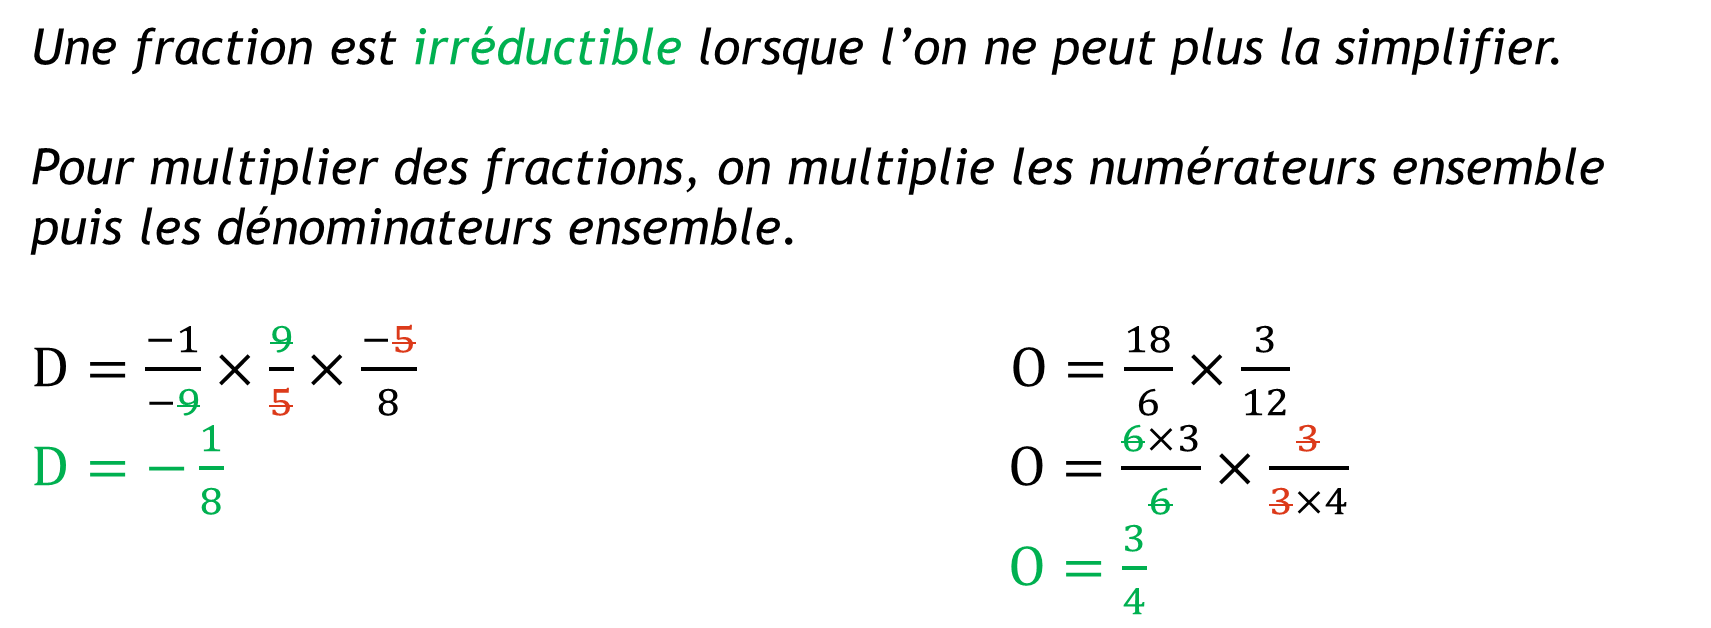 Une fraction est irréductible lorsque l’on ne peut plus la simplifier.
Pour multiplier des fractions, on multiplie les numérateurs ensemble
puis les dénominateurs ensemble.
D = −1/−9 × 9/5 × −5/8
D = − 1/8
O = 18/6 × 3/12
O = 6×3/6 × 3/3×4
O = 3/4